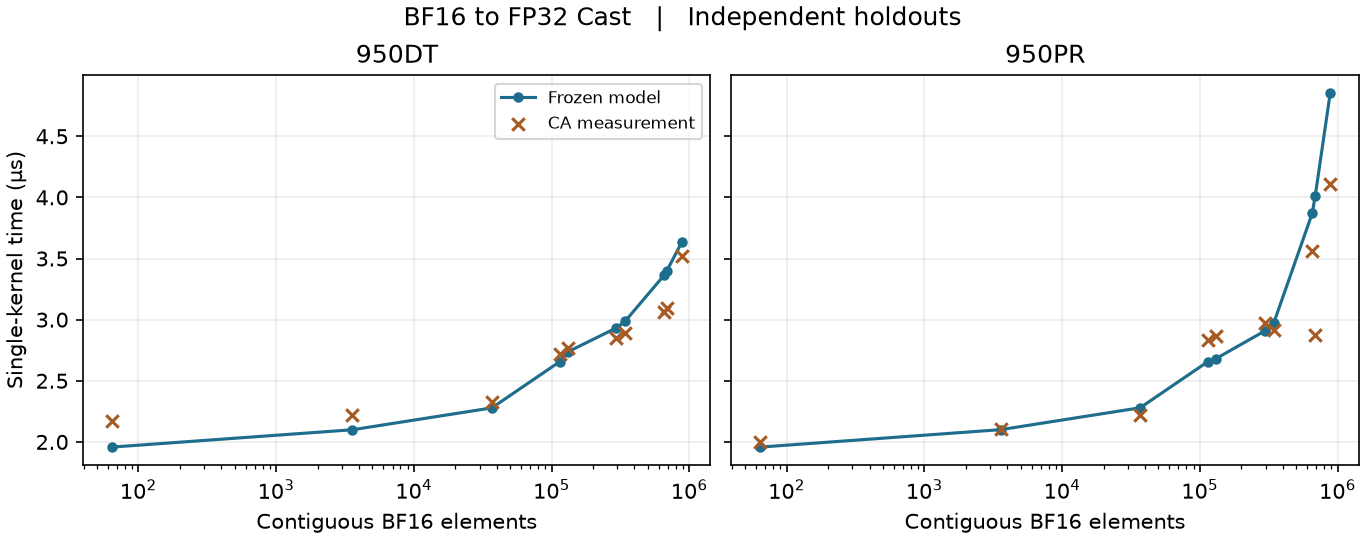 BF16 to FP32 Cast | Independent holdouts
950DT
950PR
Frozen model
CA measurement
Single-kernel time (µs)
4.5
4.0
3.5
3.0
2.5
2.0
10²
10³
10⁴
10⁵
10⁶
10²
10³
10⁴
10⁵
10⁶
Contiguous BF16 elements
Contiguous BF16 elements